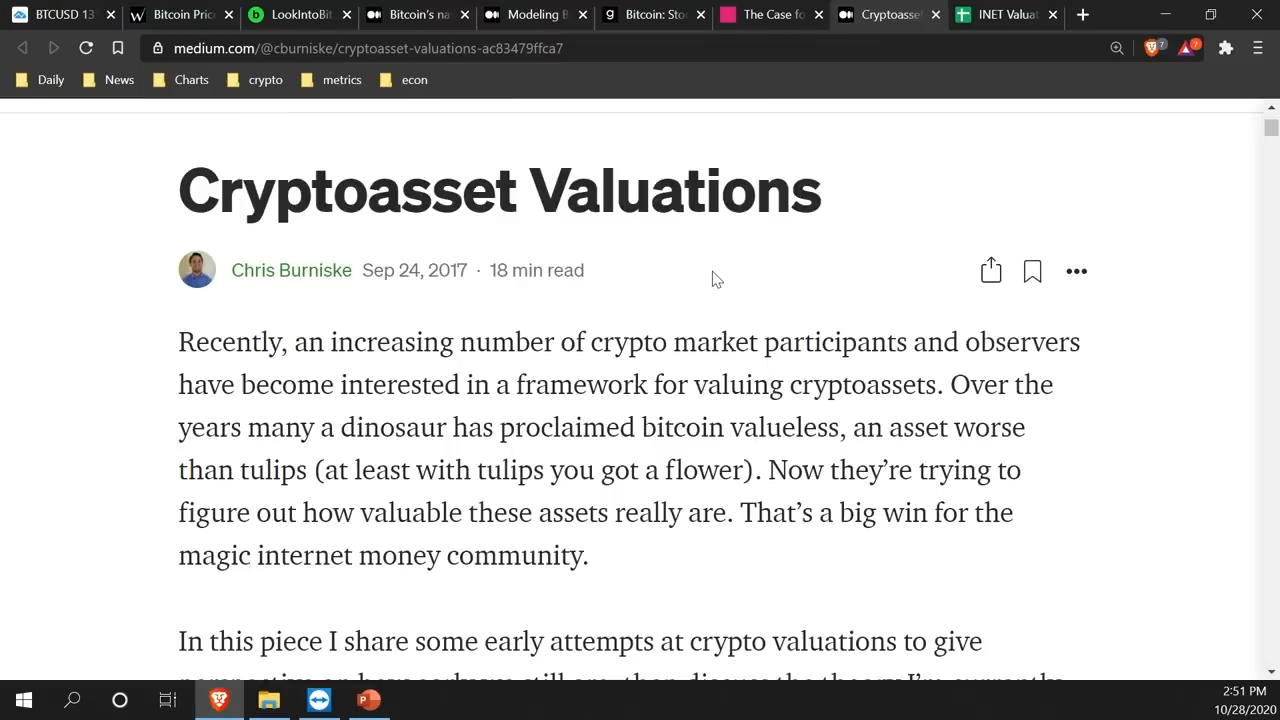 BTCUSD 13
Bitcoin Pric
LookIntoBit
Bitcoin's na
Modeling B
Bitcoin: Sto
The Case fo
Cryptoasse
INET Valuat
medium.com/@cburniske/cryptoasset-valuations-ac83479ffca7
7
7
Daily
News
Charts
crypto
metrics
econ
Cryptoasset Valuations
Chris Burniske Sep 24, 2017 · 18 min read
Recently, an increasing number of crypto market participants and observers
have become interested in a framework for valuing cryptoassets. Over the
years many a dinosaur has proclaimed bitcoin valueless, an asset worse
than tulips (at least with tulips you got a flower). Now they're trying to
figure out how valuable these assets really are. That's a big win for the
magic internet money community.
In this piece I share some early attempts at crypto valuations to give
2:51 PM
10/28/2020